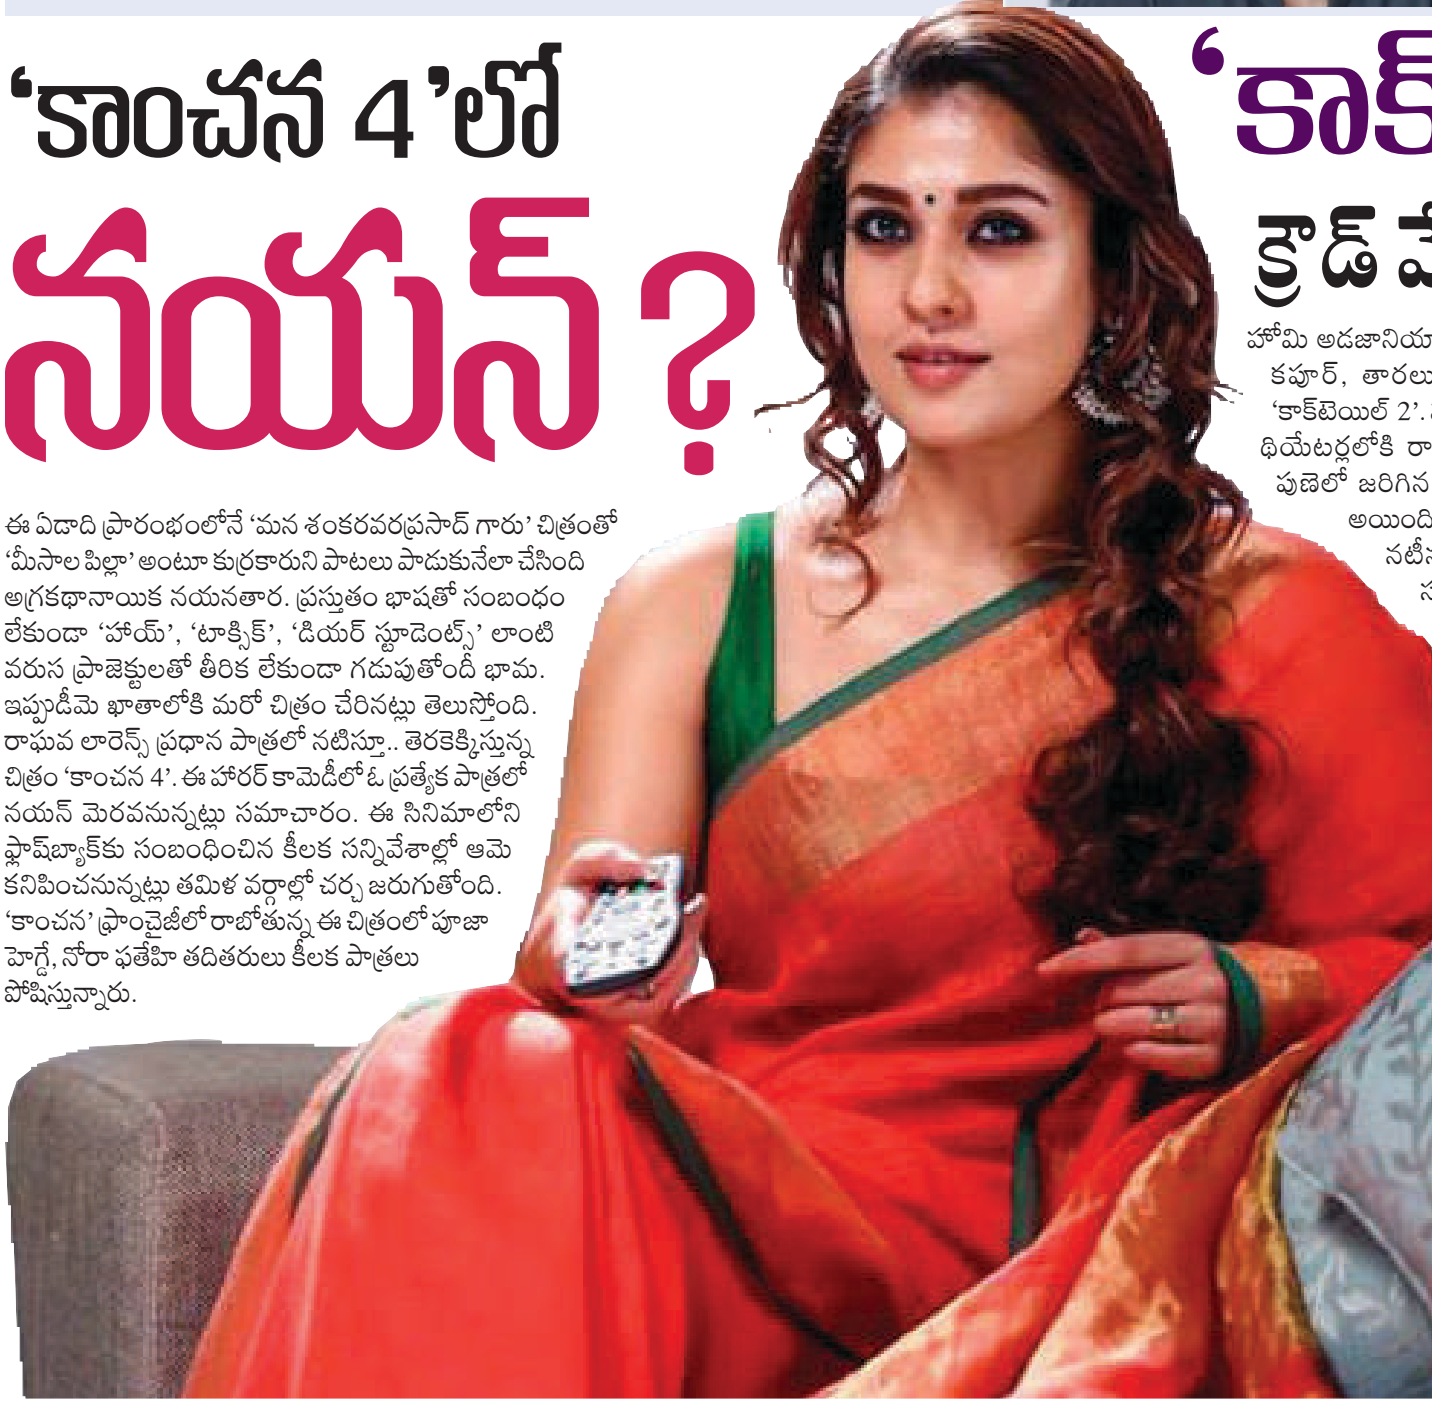 ‘కాంచన 4’లో
నయన్?
ఈ ఏడాది ప్రారంభంలోనే ‘మన శంకరవరప్రసాద్ గారు’ చిత్రంతో
‘మీసాల పిల్లా’ అంటూ కుర్రకారుని పాటలు పాడుకునేలా చేసింది
అగ్రకథానాయిక నయనతార. ప్రస్తుతం భాషతో సంబంధం
లేకుండా ‘హాయ్’, ‘టాక్సిక్’, ‘డియర్ స్టూడెంట్స్’ లాంటి
వరుస ప్రాజెక్టులతో తీరిక లేకుండా గడుపుతోందీ భామ.
ఇప్పుడీమె ఖాతాలోకి మరో చిత్రం చేరినట్లు తెలుస్తోంది.
రాఘవ లారెన్స్ ప్రధాన పాత్రలో నటిస్తూ.. తెరకెక్కిస్తున్న
చిత్రం ‘కాంచన 4’. ఈ హారర్ కామెడీలో ఓ ప్రత్యేక పాత్రలో
నయన్ మెరవనున్నట్లు సమాచారం. ఈ సినిమాలోని
ఫ్లాష్‌బ్యాక్‌కు సంబంధించిన కీలక సన్నివేశాల్లో ఆమె
కనిపించనున్నట్లు తమిళ వర్గాల్లో చర్చ జరుగుతోంది.
‘కాంచన’ ఫ్రాంచైజీలో రాబోతున్న ఈ చిత్రంలో పూజా
హెగ్డే, నోరా ఫతేహి తదితరులు కీలక పాత్రలు
పోషిస్తున్నారు.
‘కాక్
క్రౌడ్
హోమి అడజానియా
కపూర్, తారలు
‘కాక్‌టెయిల్ 2’.
థియేటర్లలోకి రా
పుణెలో జరిగిన
అయింది